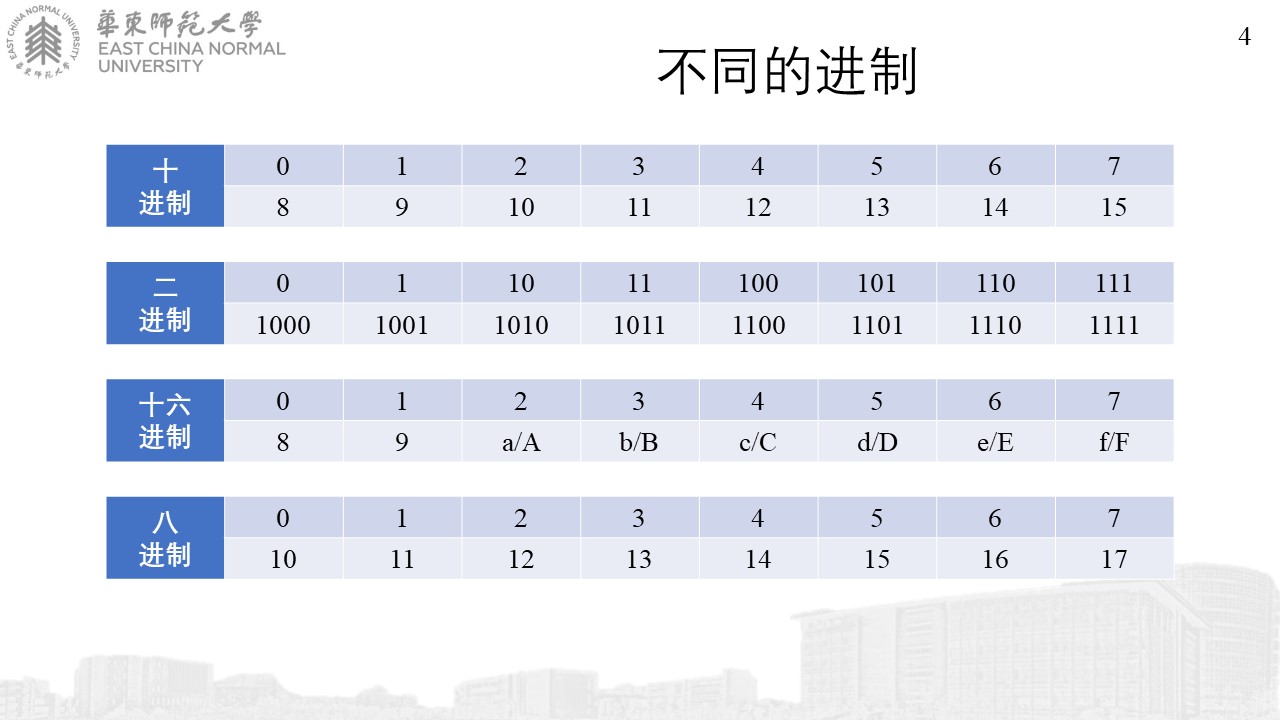 EAST CHINA NORMAL UNIVERSITY
華東師範大學
華東師範大學
EAST CHINA NORMAL
UNIVERSITY
4
不同的进制
十
进制
0 1 2 3 4 5 6 7
8 9 10 11 12 13 14 15
二
进制
0 1 10 11 100 101 110 111
1000 1001 1010 1011 1100 1101 1110 1111
十六
进制
0 1 2 3 4 5 6 7
8 9 a/A b/B c/C d/D e/E f/F
八
进制
0 1 2 3 4 5 6 7
10 11 12 13 14 15 16 17